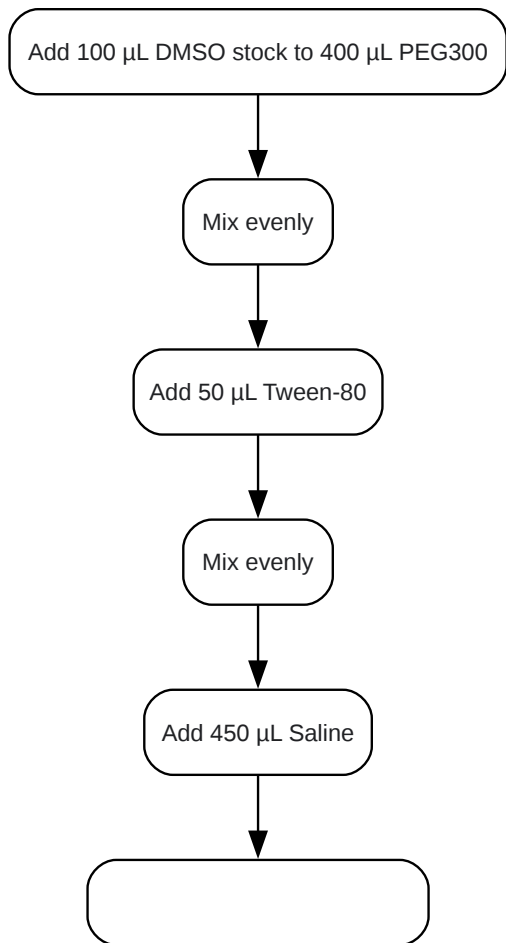 Add 100 µL DMSO stock to 400 µL PEG300
Mix evenly
Add 50 µL Tween-80
Mix evenly
Add 450 µL Saline